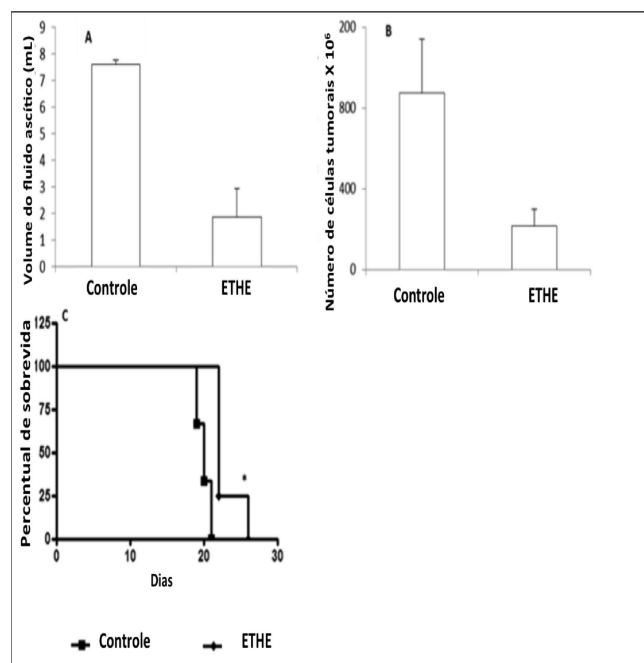 A
Volume do fluido ascítico (mL)
9
8
7
6
5
4
3
2
1
0
Controle ETHE
B
Número de células tumorais X 10⁶
200
800
400
0
Controle ETHE
C
Percentual de sobrevida
125
100
75
50
25
0
*
0 10 20 30
Dias
Controle ETHE